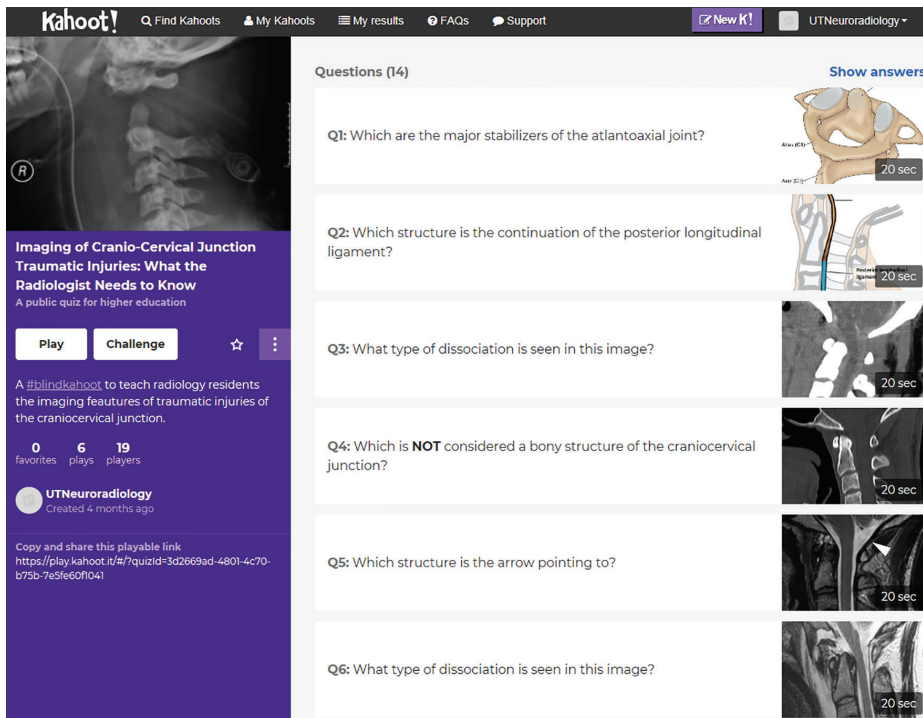 Kahoot!
Find Kahoots
My Kahoots
My results
FAQs
Support
New K!
UTNeuroradiology
R
Imaging of Cranio-Cervical Junction
Traumatic Injuries: What the
Radiologist Needs to Know
A public quiz for higher education
Play
Challenge
A #blindkahoot to teach radiology residents
the imaging feautures of traumatic injuries of
the craniocervical junction.
0
favorites
6
plays
19
players
UTNeuroradiology
Created 4 months ago
Copy and share this playable link
https://play.kahoot.it/#/?quizId=3d2669ad-4801-4c70-
b75b-7e5fe60f1041
Questions (14)
Show answers
Q1: Which are the major stabilizers of the atlantoaxial joint?
Atlas (C1)
Axis (C2)
20 sec
Q2: Which structure is the continuation of the posterior longitudinal
ligament?
Posterior longitudinal
ligament
20 sec
Q3: What type of dissociation is seen in this image?
20 sec
Q4: Which is NOT considered a bony structure of the craniocervical
junction?
20 sec
Q5: Which structure is the arrow pointing to?
20 sec
Q6: What type of dissociation is seen in this image?
20 sec